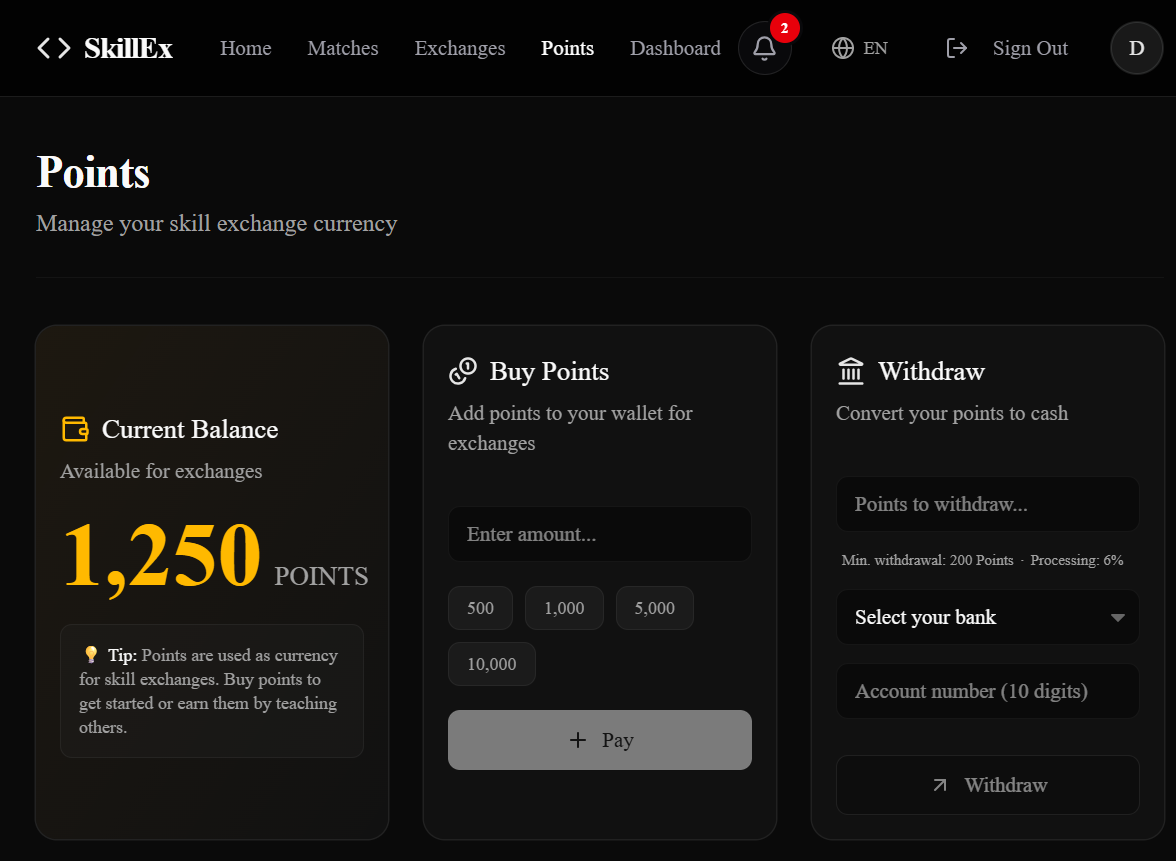 SkillEx
Home
Matches
Exchanges
Points
Dashboard
2
EN
Sign Out
D
Points
Manage your skill exchange currency
Current Balance
Available for exchanges
1,250 POINTS
💡 Tip: Points are used as currency
for skill exchanges. Buy points to
get started or earn them by teaching
others.
Buy Points
Add points to your wallet for
exchanges
Enter amount...
500
1,000
5,000
10,000
+ Pay
Withdraw
Convert your points to cash
Points to withdraw...
Min. withdrawal: 200 Points · Processing: 6%
Select your bank
Account number (10 digits)
Withdraw